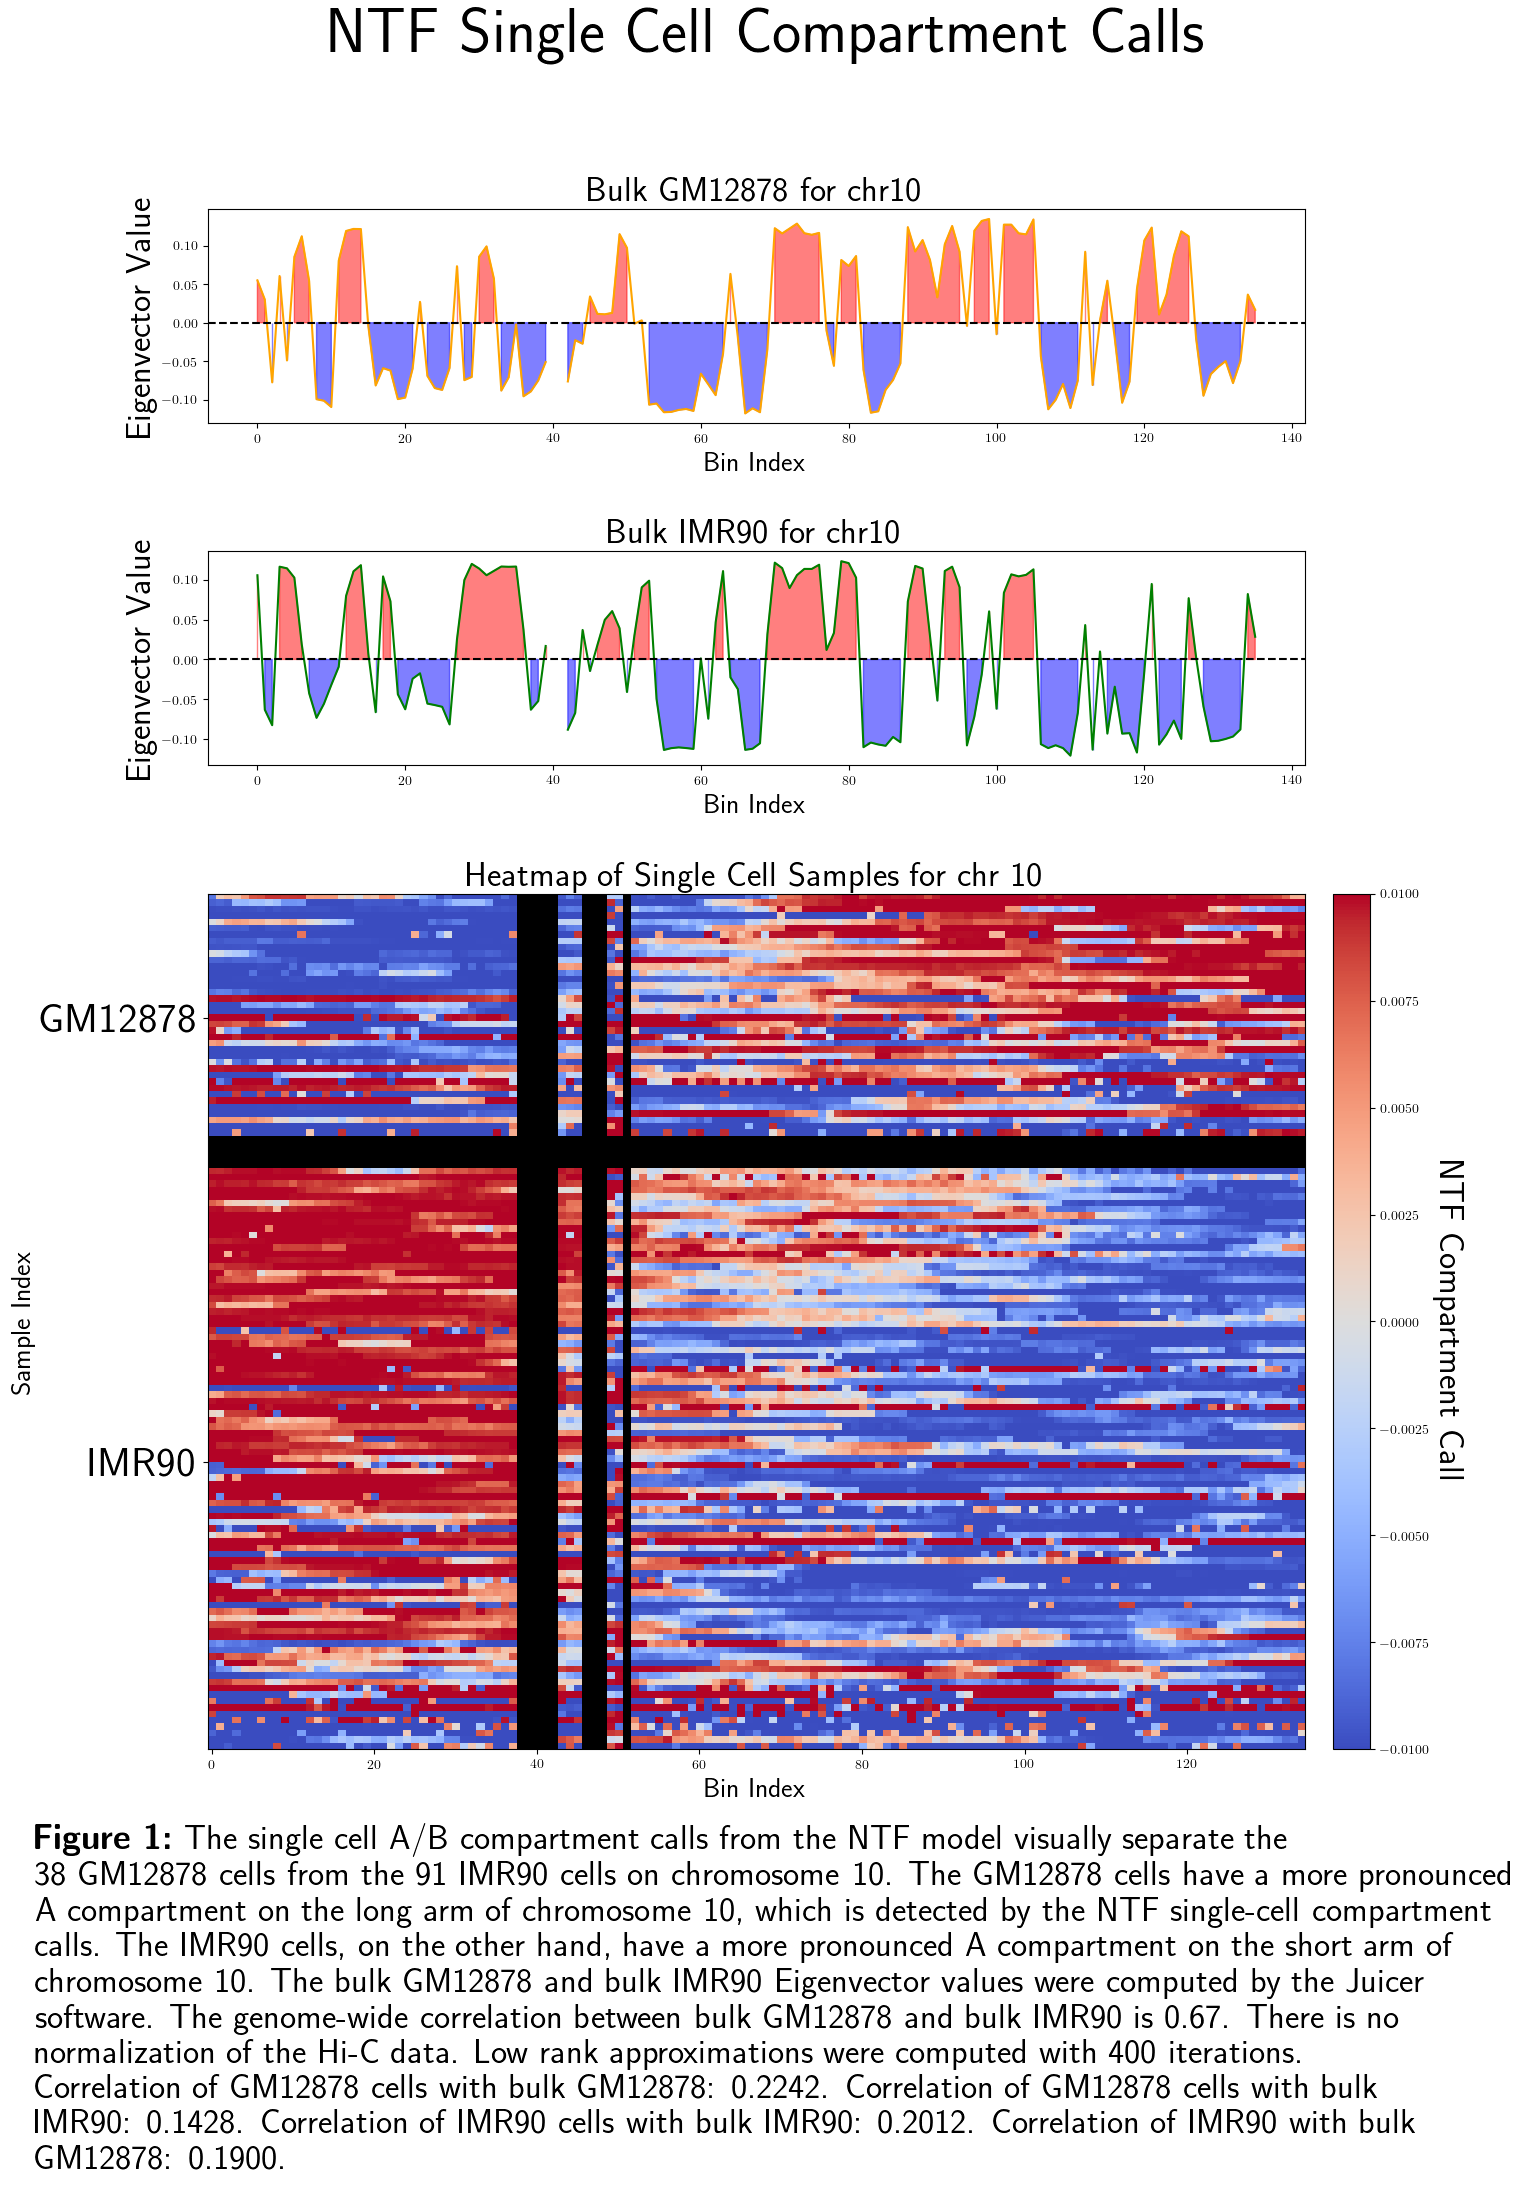 NTF Single Cell Compartment Calls
Bulk GM12878 for chr10
Eigenvector Value
0.10
0.05
0.00
−0.05
−0.10
0 20 40 60 80 100 120 140
Bin Index
Bulk IMR90 for chr10
Eigenvector Value
0.10
0.05
0.00
−0.05
−0.10
0 20 40 60 80 100 120 140
Bin Index
Heatmap of Single Cell Samples for chr 10
GM12878
IMR90
Sample Index
0 20 40 60 80 100 120
Bin Index
0.0100
0.0075
0.0050
0.0025
0.0000
−0.0025
−0.0050
−0.0075
−0.0100
NTF Compartment Call
Figure 1: The single cell A/B compartment calls from the NTF model visually separate the
38 GM12878 cells from the 91 IMR90 cells on chromosome 10. The GM12878 cells have a more pronounced
A compartment on the long arm of chromosome 10, which is detected by the NTF single-cell compartment
calls. The IMR90 cells, on the other hand, have a more pronounced A compartment on the short arm of
chromosome 10. The bulk GM12878 and bulk IMR90 Eigenvector values were computed by the Juicer
software. The genome-wide correlation between bulk GM12878 and bulk IMR90 is 0.67. There is no
normalization of the Hi-C data. Low rank approximations were computed with 400 iterations.
Correlation of GM12878 cells with bulk GM12878: 0.2242. Correlation of GM12878 cells with bulk
IMR90: 0.1428. Correlation of IMR90 cells with bulk IMR90: 0.2012. Correlation of IMR90 with bulk
GM12878: 0.1900.